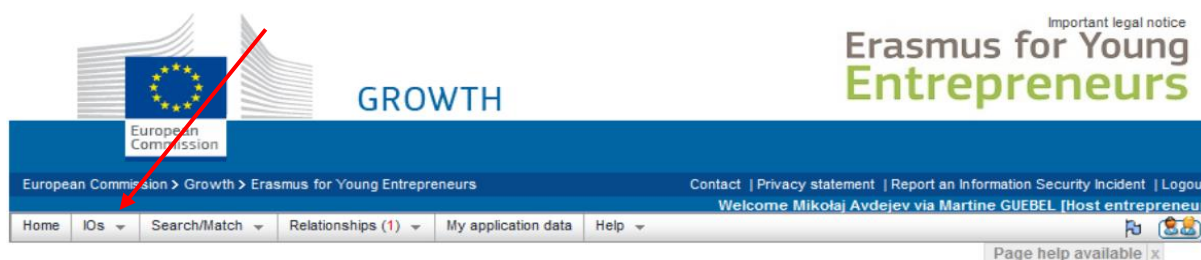 Important legal notice
Erasmus for Young
Entrepreneurs
GROWTH
European
Commission
European Commission > Growth > Erasmus for Young Entrepreneurs
Contact | Privacy statement | Report an Information Security Incident | Logou
Welcome Mikołaj Avdejev via Martine GUEBEL [Host entrepreneu
Home IOs Search/Match Relationships (1) My application data Help
Page help available x